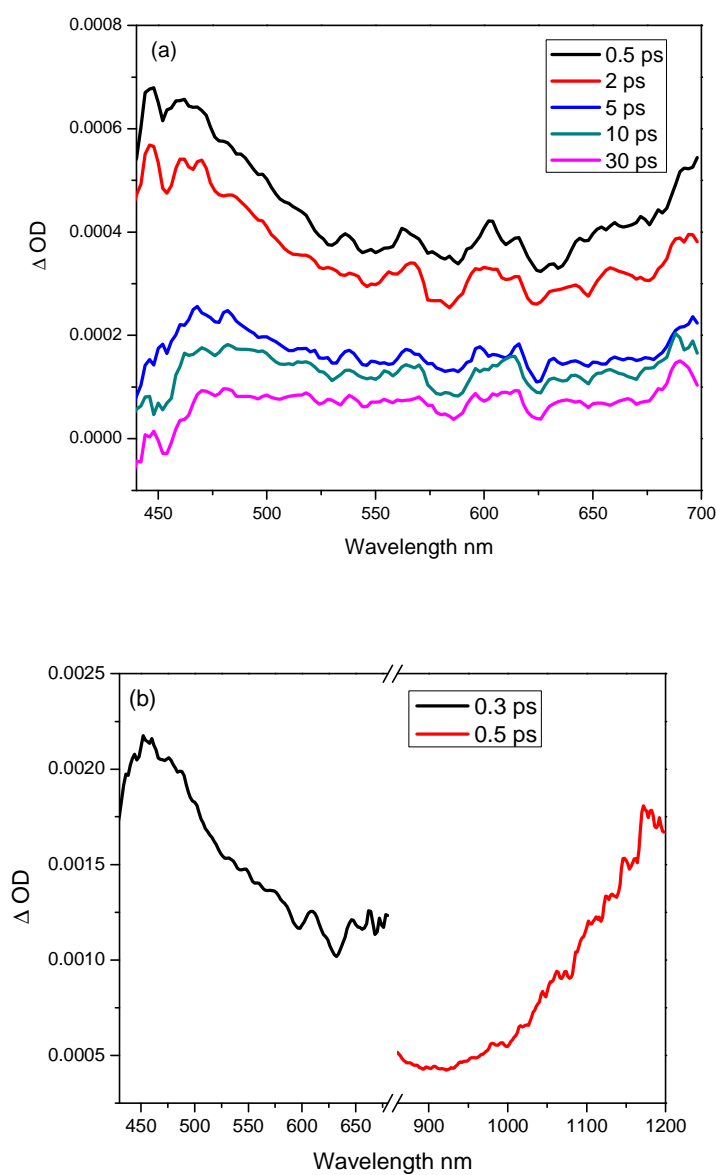 0.0008
(a)
0.5 ps
2 ps
5 ps
10 ps
30 ps
0.0006
0.0004
0.0002
0.0000
Δ OD
450 500 550 600 650 700
Wavelength nm
0.0025
(b)
0.3 ps
0.5 ps
0.0020
0.0015
0.0010
0.0005
Δ OD
450 500 550 600 650 900 1000 1100 1200
Wavelength nm